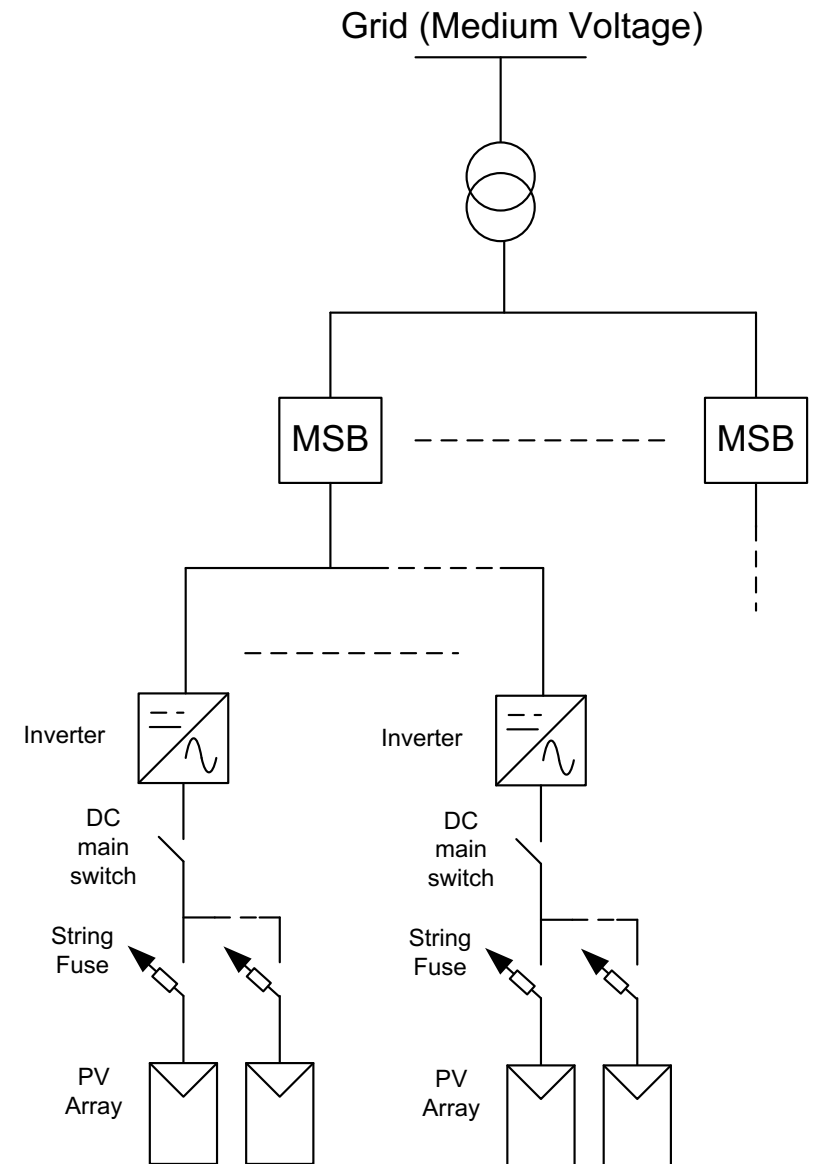 Grid (Medium Voltage)
MSB
MSB
Inverter
Inverter
DC
main
switch
DC
main
switch
String
Fuse
String
Fuse
PV
Array
PV
Array